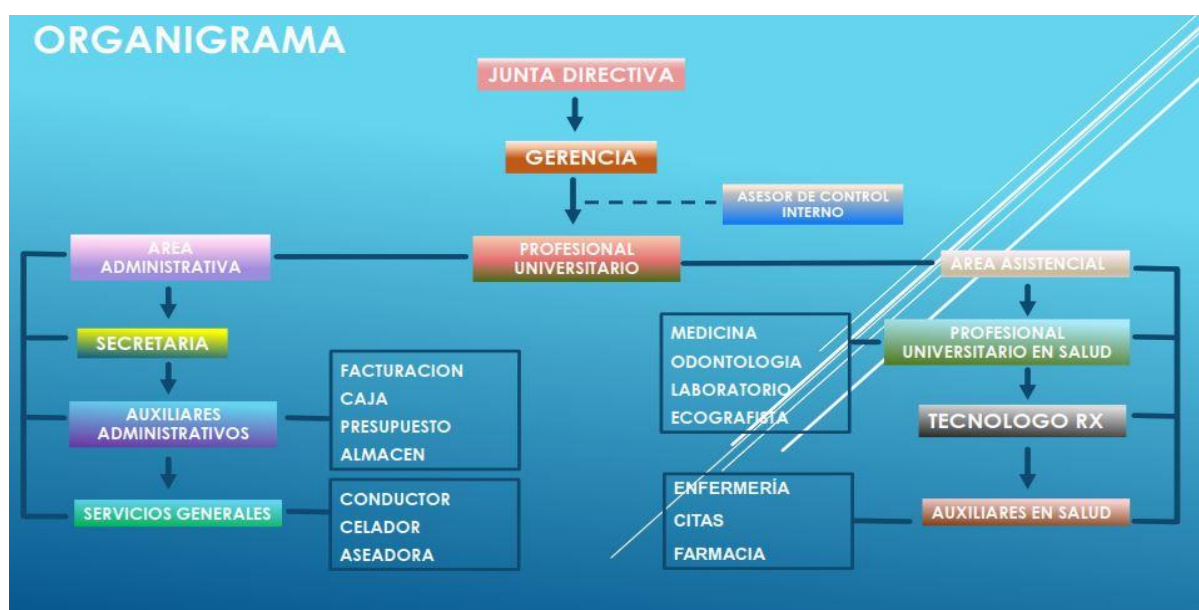 ORGANIGRAMA
JUNTA DIRECTIVA
GERENCIA
ASESOR DE CONTROL
INTERNO
AREA
ADMINISTRATIVA
PROFESIONAL
UNIVERSITARIO
AREA ASISTENCIAL
SECRETARIA
AUXILIARES
ADMINISTRATIVOS
SERVICIOS GENERALES
FACTURACION
CAJA
PRESUPUESTO
ALMACEN
CONDUCTOR
CELADOR
ASEADORA
MEDICINA
ODONTOLOGIA
LABORATORIO
ECOGRAFISTA
ENFERMERÍA
CITAS
FARMACIA
PROFESIONAL
UNIVERSITARIO EN SALUD
TECNOLOGO RX
AUXILIARES EN SALUD